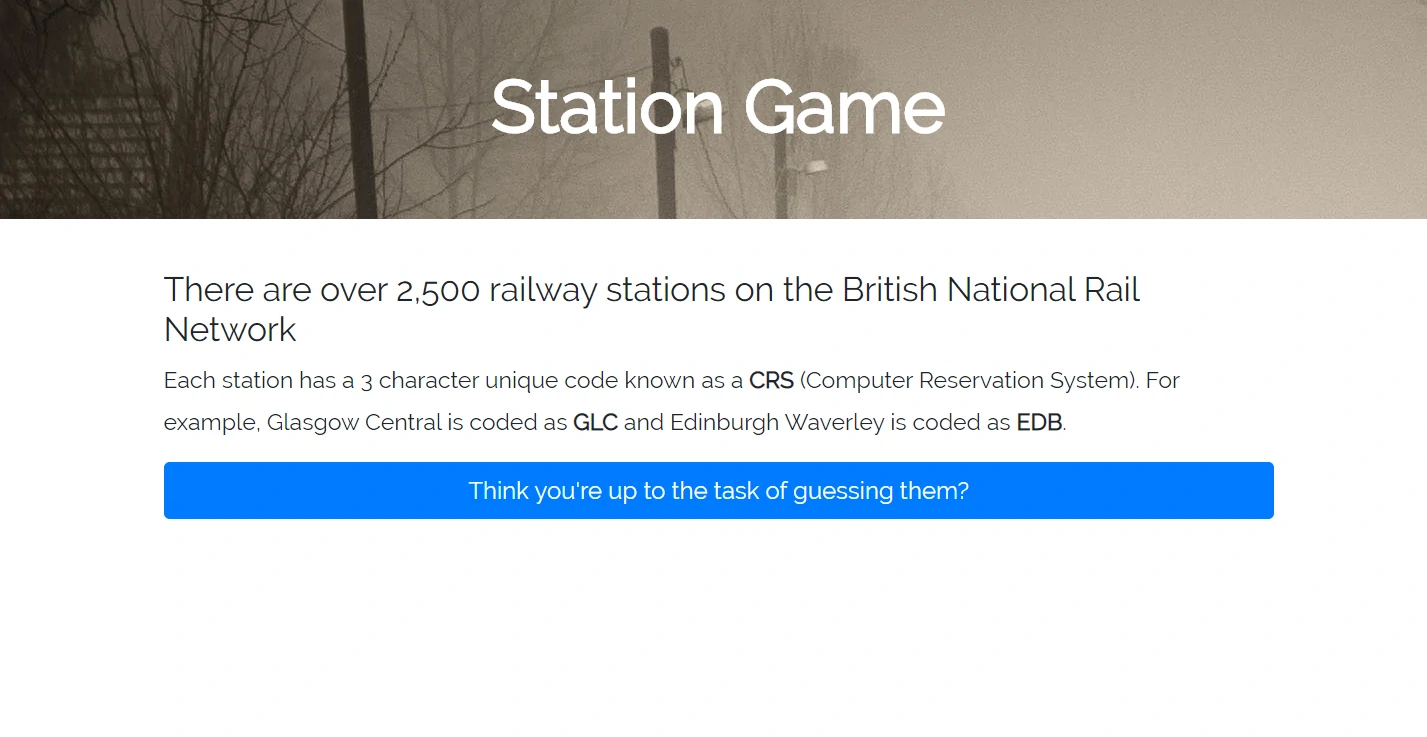 Station Game
There are over 2,500 railway stations on the British National Rail
Network
Each station has a 3 character unique code known as a CRS (Computer Reservation System). For
example, Glasgow Central is coded as GLC and Edinburgh Waverley is coded as EDB.
Think you're up to the task of guessing them?